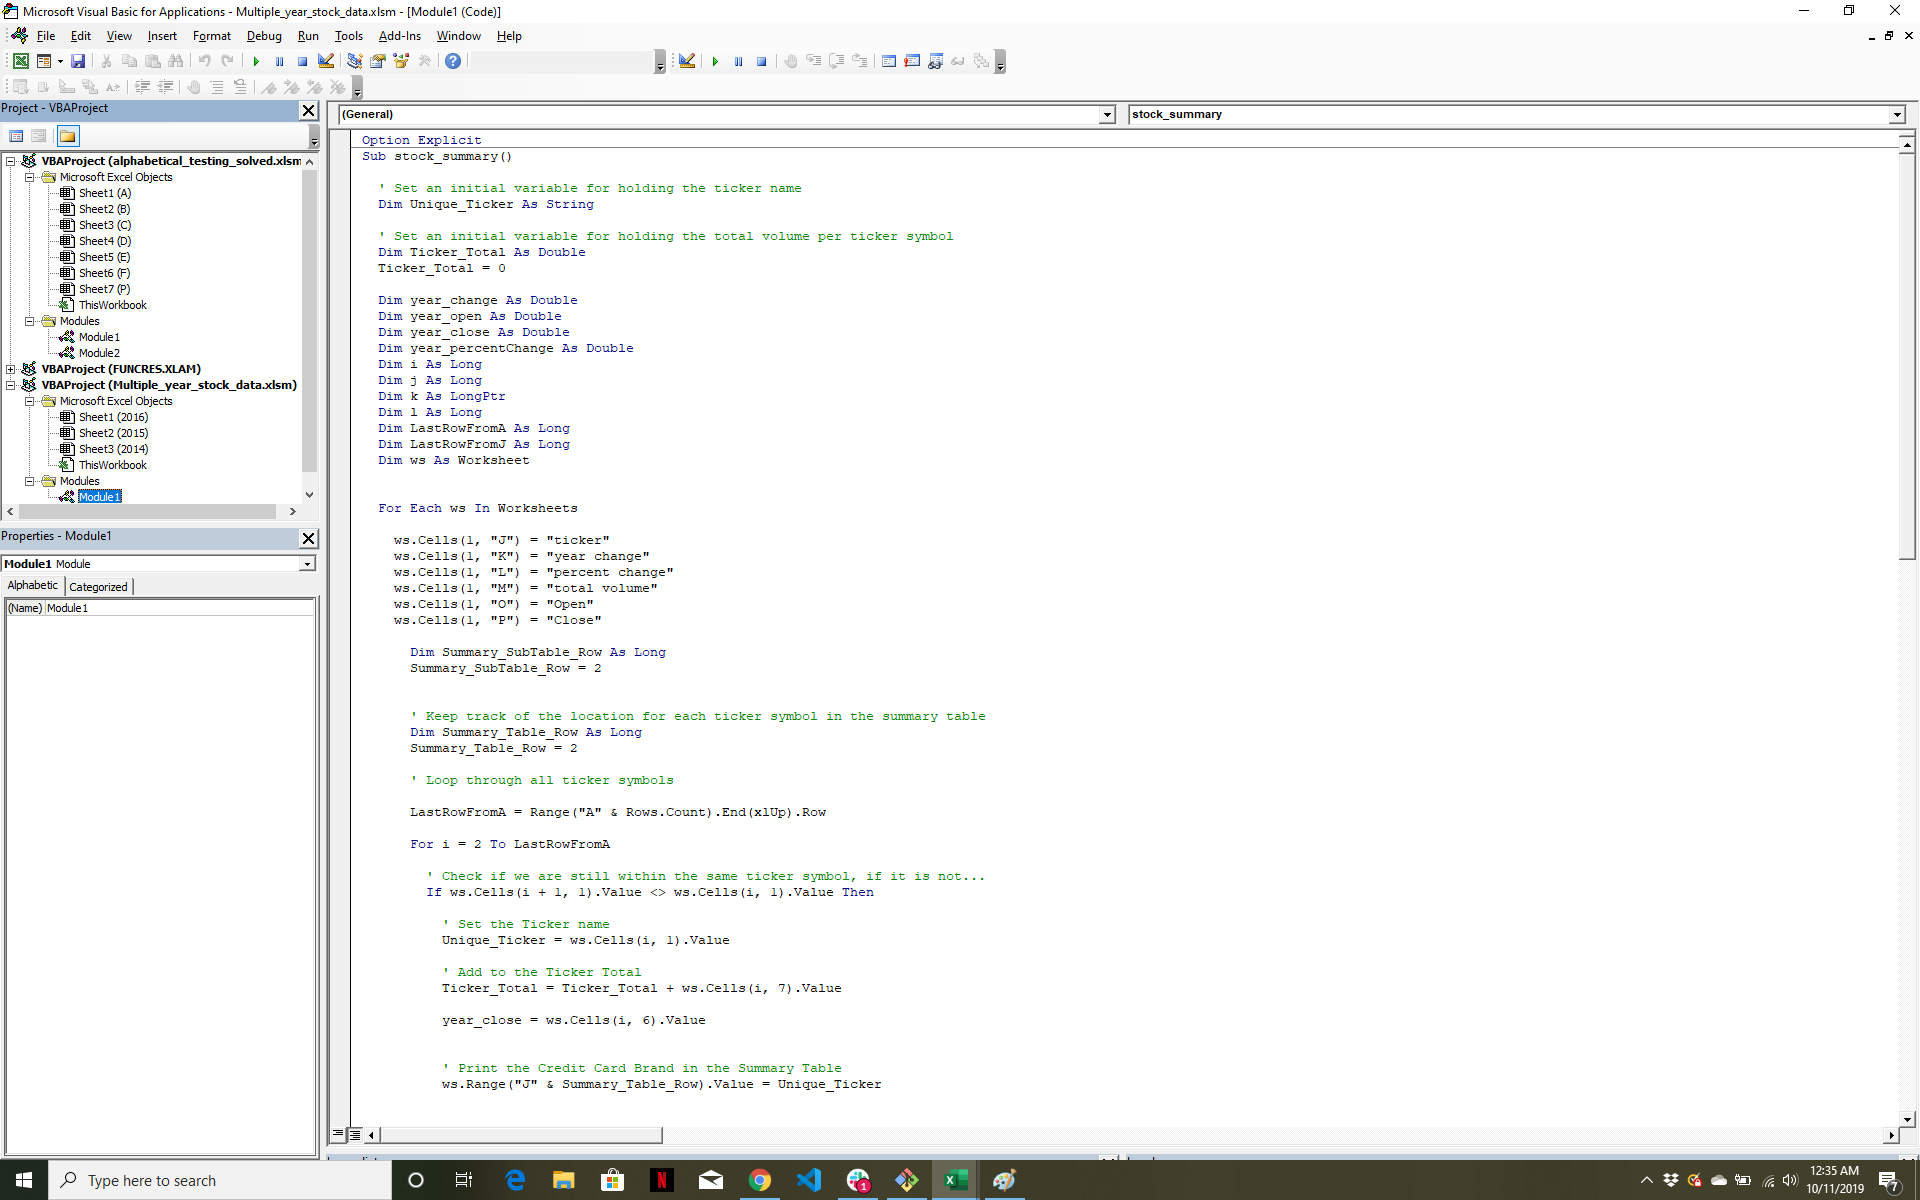 Microsoft Visual Basic for Applications - Multiple_year_stock_data.xlsm - [Module1 (Code)]
File Edit View Insert Format Debug Run Tools Add-Ins Window Help
Project - VBAProject
VBAProject (alphabetical_testing_solved.xlsm
Microsoft Excel Objects
Sheet1 (A)
Sheet2 (B)
Sheet3 (C)
Sheet4 (D)
Sheet5 (E)
Sheet6 (F)
Sheet7 (P)
ThisWorkbook
Modules
Module1
Module2
VBAProject (FUNCRES.XLAM)
VBAProject (Multiple_year_stock_data.xlsm)
Microsoft Excel Objects
Sheet1 (2016)
Sheet2 (2015)
Sheet3 (2014)
ThisWorkbook
Modules
Module1
Properties - Module1
Module1 Module
Alphabetic Categorized
(Name) Module1
(General) stock_summary
Option Explicit
Sub stock_summary()
' Set an initial variable for holding the ticker name
Dim Unique_Ticker As String
' Set an initial variable for holding the total volume per ticker symbol
Dim Ticker_Total As Double
Ticker_Total = 0
Dim year_change As Double
Dim year_open As Double
Dim year_close As Double
Dim year_percentChange As Double
Dim i As Long
Dim j As Long
Dim k As LongPtr
Dim l As Long
Dim LastRowFromA As Long
Dim LastRowFromJ As Long
Dim ws As Worksheet
For Each ws In Worksheets
ws.Cells(1, "J") = "ticker"
ws.Cells(1, "K") = "year change"
ws.Cells(1, "L") = "percent change"
ws.Cells(1, "M") = "total volume"
ws.Cells(1, "O") = "Open"
ws.Cells(1, "P") = "Close"
Dim Summary_SubTable_Row As Long
Summary_SubTable_Row = 2
' Keep track of the location for each ticker symbol in the summary table
Dim Summary_Table_Row As Long
Summary_Table_Row = 2
' Loop through all ticker symbols
LastRowFromA = Range("A" & Rows.Count).End(xlUp).Row
For i = 2 To LastRowFromA
' Check if we are still within the same ticker symbol, if it is not...
If ws.Cells(i + 1, 1).Value <> ws.Cells(i, 1).Value Then
' Set the Ticker name
Unique_Ticker = ws.Cells(i, 1).Value
' Add to the Ticker Total
Ticker_Total = Ticker_Total + ws.Cells(i, 7).Value
year_close = ws.Cells(i, 6).Value
' Print the Credit Card Brand in the Summary Table
ws.Range("J" & Summary_Table_Row).Value = Unique_Ticker
Type here to search
12:35 AM
10/11/2019
7
1